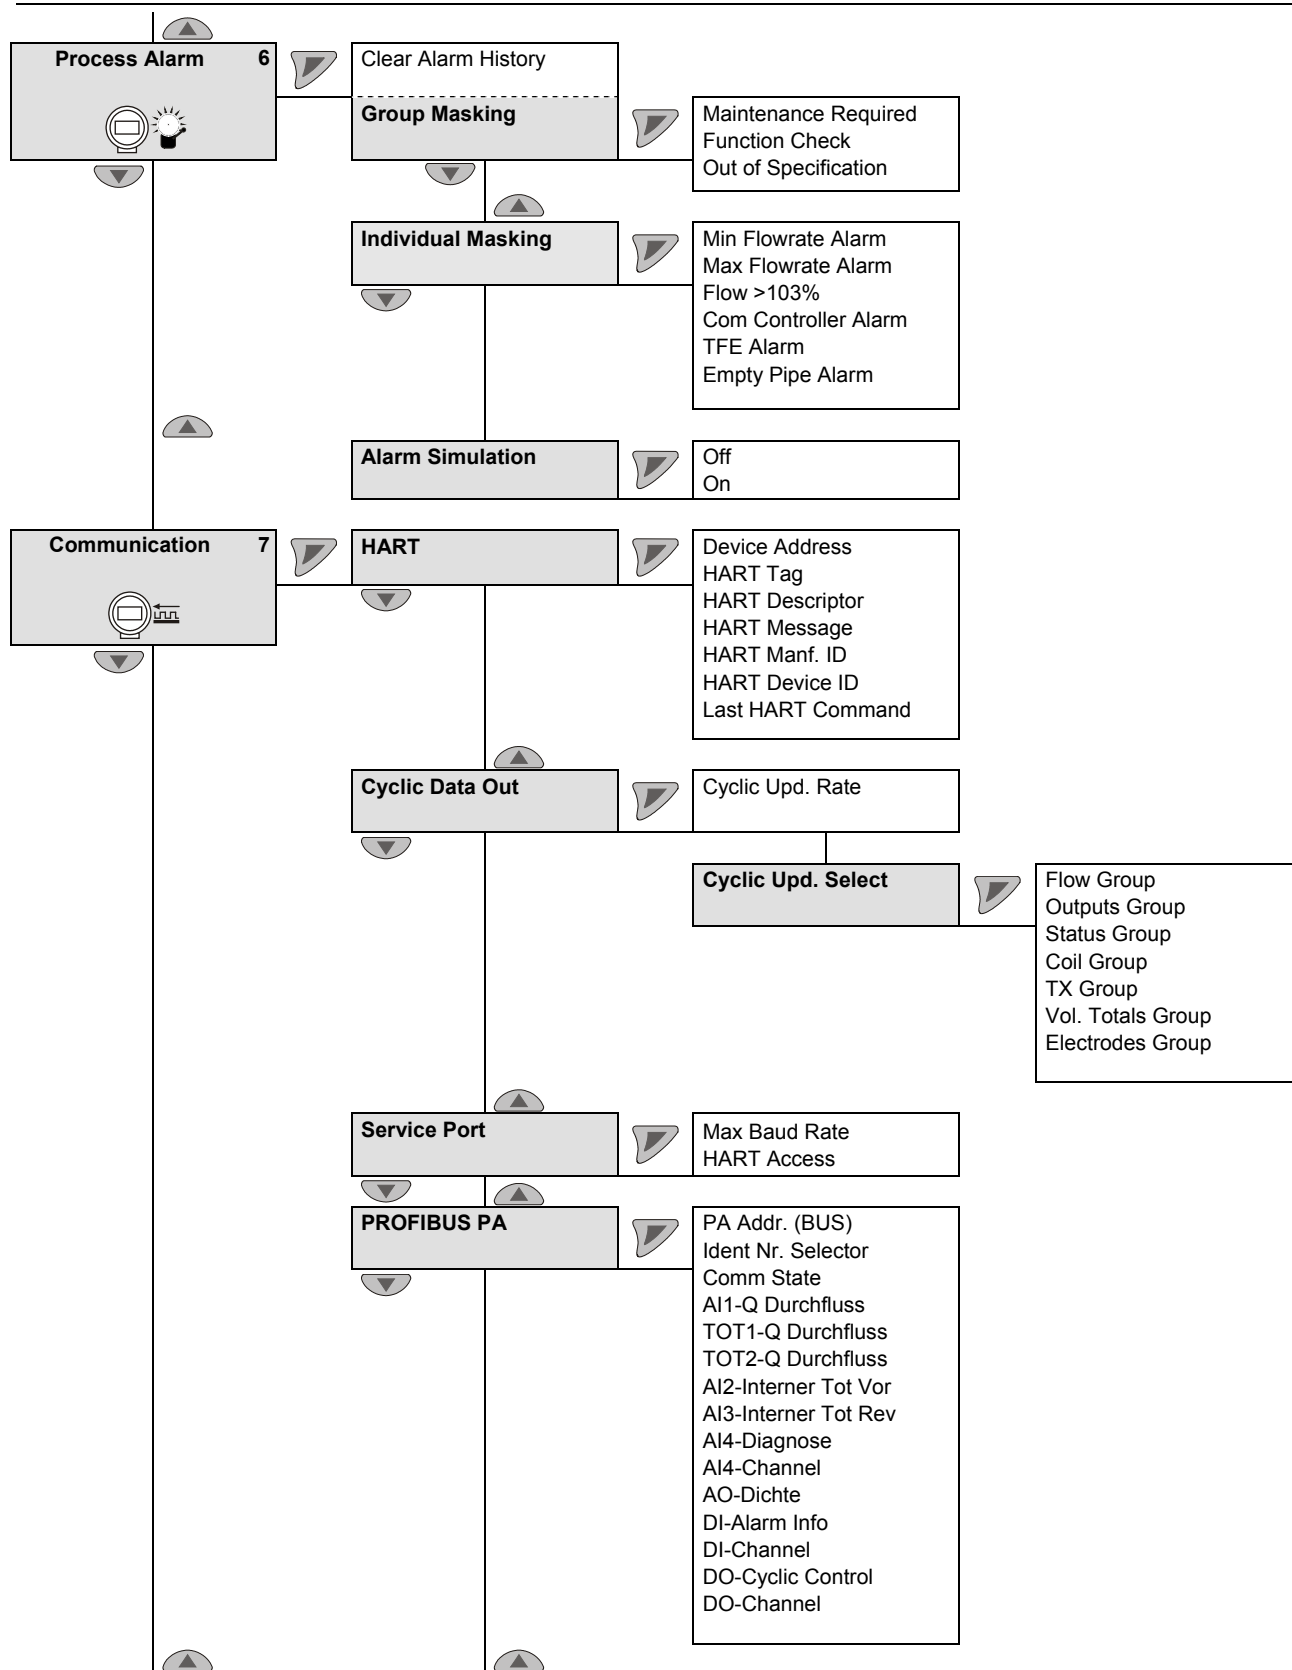 Process Alarm 6
Clear Alarm History
Group Masking
Maintenance Required
Function Check
Out of Specification
Individual Masking
Min Flowrate Alarm
Max Flowrate Alarm
Flow >103%
Com Controller Alarm
TFE Alarm
Empty Pipe Alarm
Alarm Simulation
Off
On
Communication 7
HART
Device Address
HART Tag
HART Descriptor
HART Message
HART Manf. ID
HART Device ID
Last HART Command
Cyclic Data Out
Cyclic Upd. Rate
Cyclic Upd. Select
Flow Group
Outputs Group
Status Group
Coil Group
TX Group
Vol. Totals Group
Electrodes Group
Service Port
Max Baud Rate
HART Access
PROFIBUS PA
PA Addr. (BUS)
Ident Nr. Selector
Comm State
AI1-Q Durchfluss
TOT1-Q Durchfluss
TOT2-Q Durchfluss
AI2-Interner Tot Vor
AI3-Interner Tot Rev
AI4-Diagnose
AI4-Channel
AO-Dichte
DI-Alarm Info
DI-Channel
DO-Cyclic Control
DO-Channel